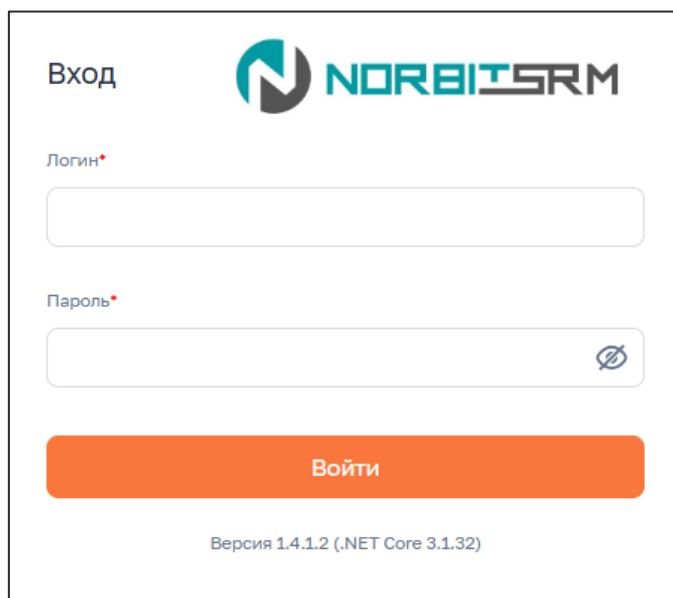 Вход
NORBITSRM
Логин*
Пароль*
Войти
Версия 1.4.1.2 (.NET Core 3.1.32)